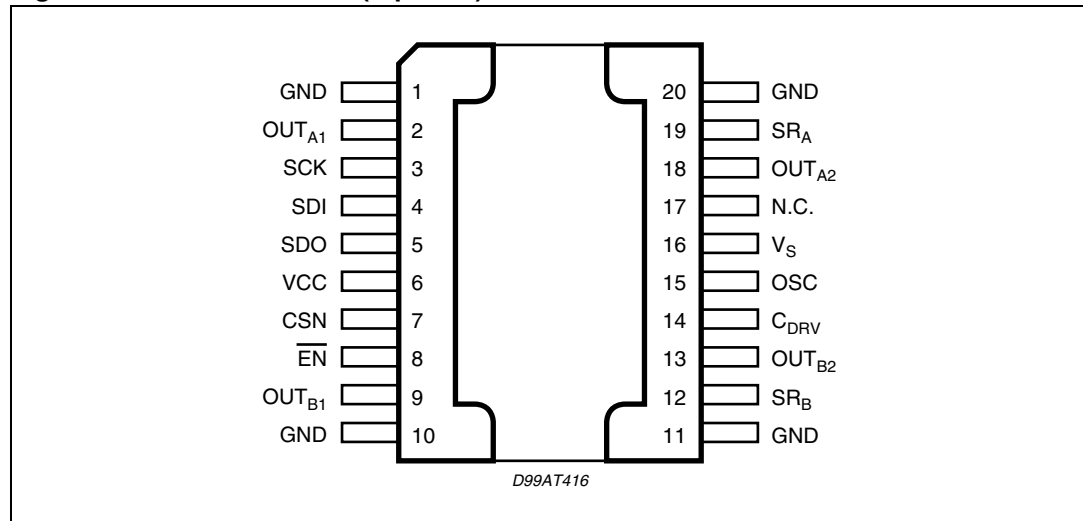 GND 1 20 GND
OUTA1 2 19 SRA
SCK 3 18 OUTA2
SDI 4 17 N.C.
SDO 5 16 VS
VCC 6 15 OSC
CSN 7 14 CDRV
EN 8 13 OUTB2
OUTB1 9 12 SRB
GND 10 11 GND
D99AT416